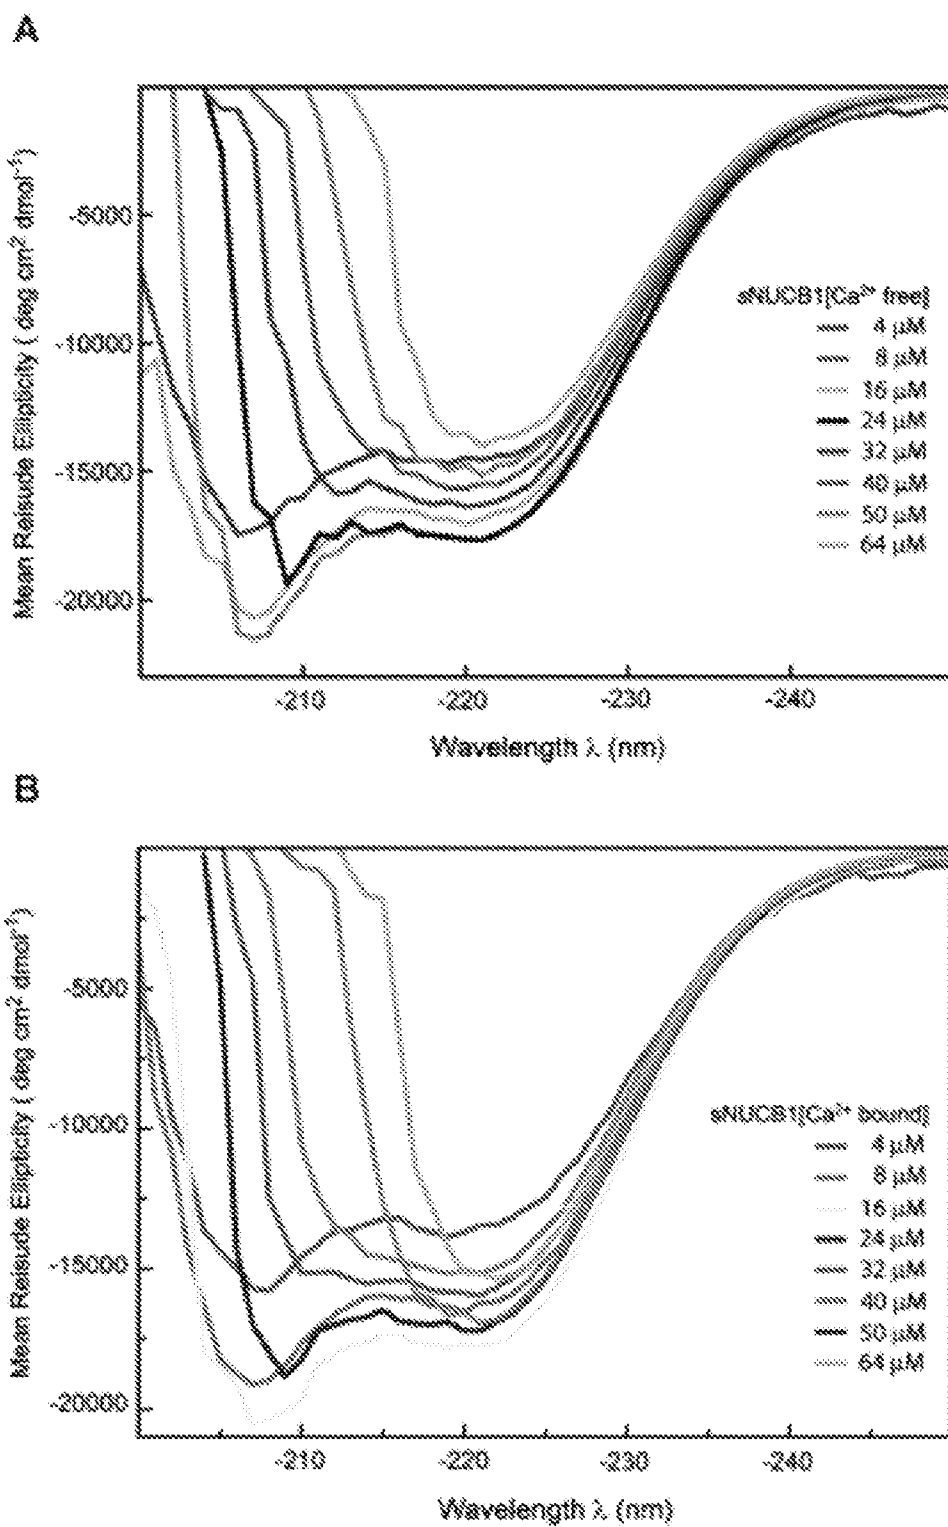 A
Mean Reisude Ellipticity ( deg cm² dmol⁻¹)
-5000
-10000
-15000
-20000
sNUCB1[Ca²⁺ free]
4 μM
8 μM
16 μM
24 μM
32 μM
40 μM
50 μM
64 μM
-210
-220
-230
-240
Wavelength λ (nm)
B
Mean Reisude Ellipticity ( deg cm² dmol⁻¹)
-5000
-10000
-15000
-20000
sNUCB1[Ca²⁺ bound]
4 μM
8 μM
16 μM
24 μM
32 μM
40 μM
50 μM
64 μM
-210
-220
-230
-240
Wavelength λ (nm)